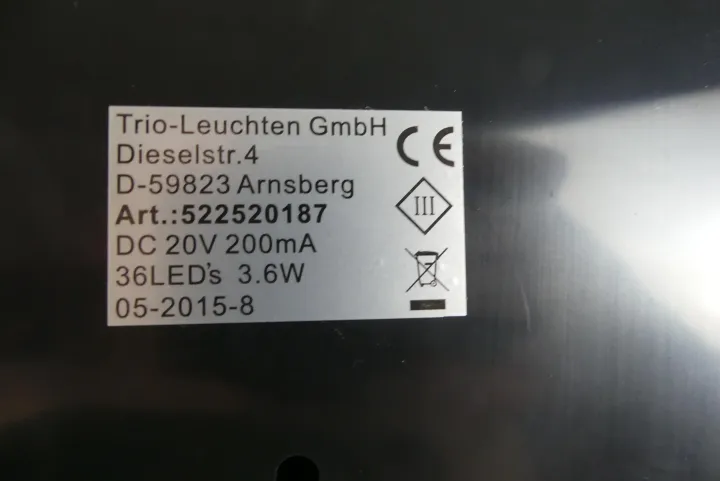 Trio-Leuchten GmbH
Dieselstr.4
D-59823 Arnsberg
Art.:522520187
DC 20V 200mA
36LED's 3.6W
05-2015-8
CE
III